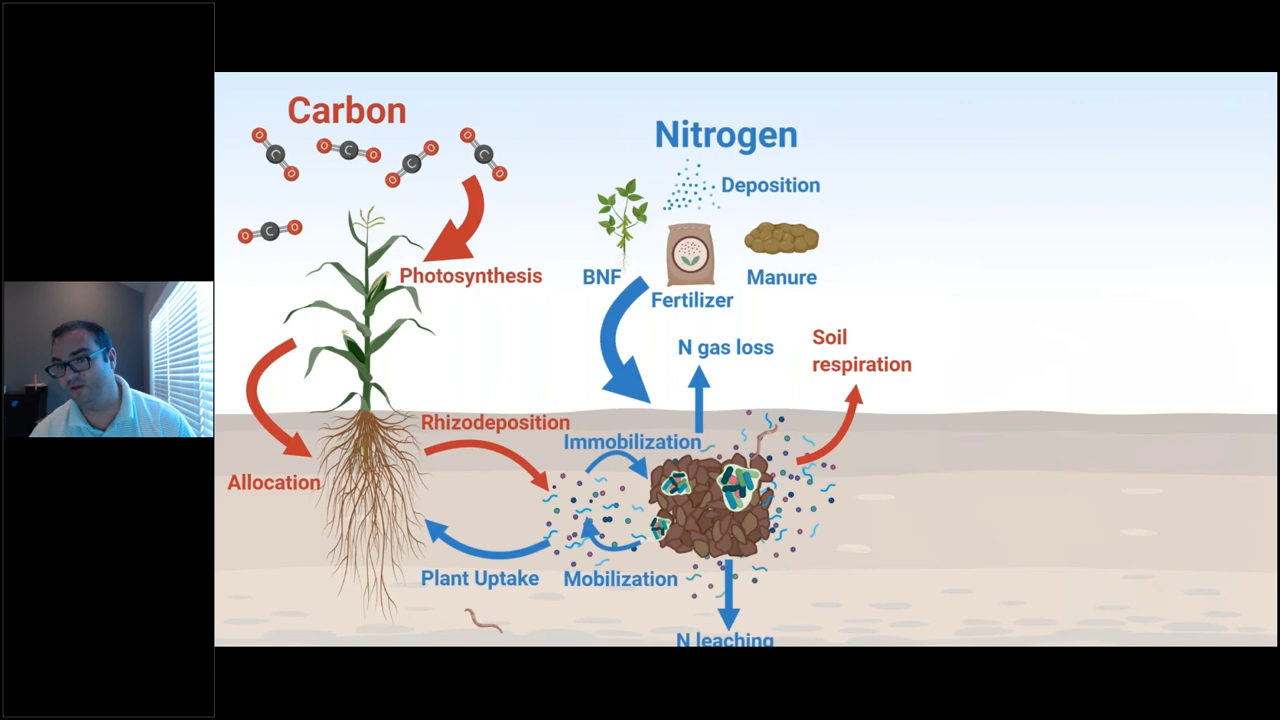 Carbon
Nitrogen
Deposition
Photosynthesis
BNF
Manure
Fertilizer
N gas loss
Soil
respiration
Rhizodeposition
Immobilization
Allocation
Plant Uptake
Mobilization
N leaching
C
O
O
O
C
O
O
C
O
O
C
O
O
C
O